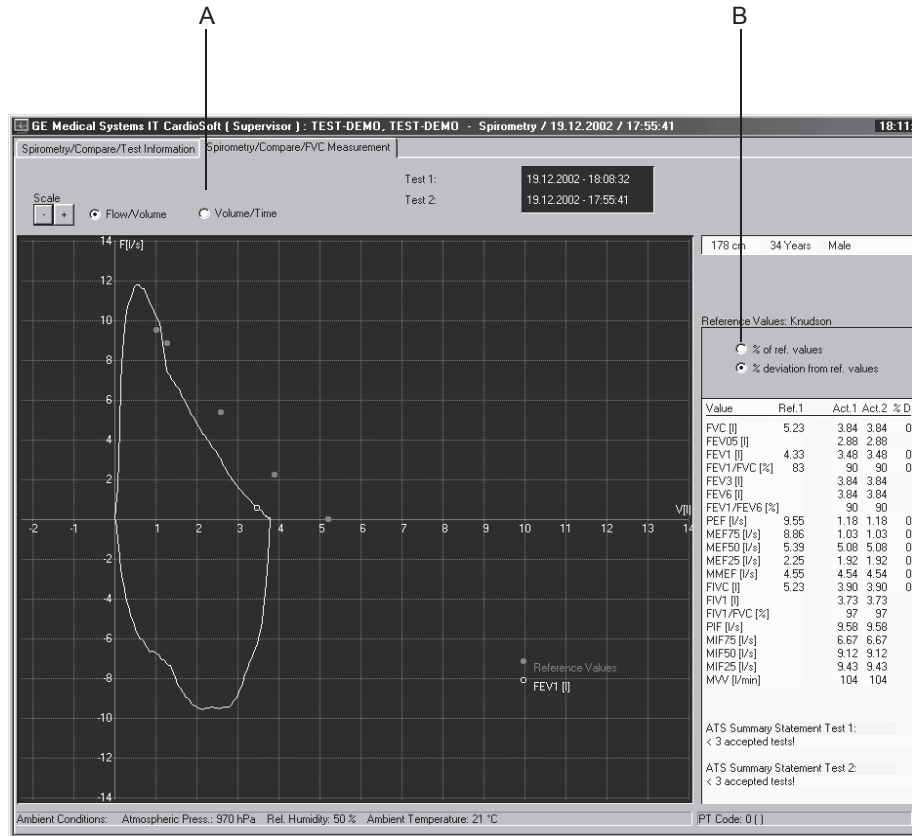 A B
GE Medical Systems IT CardioSoft ( Supervisor ) : TEST-DEMO, TEST-DEMO - Spirometry / 19.12.2002 / 17:55:41 18:11:
Spirometry/Compare/Test Information Spirometry/Compare/FVC Measurement
Test 1: 19.12.2002 - 18:08:32
Test 2: 19.12.2002 - 17:55:41
Scale
- + Flow/Volume Volume/Time
178 cm 34 Years Male
Reference Values: Knudson
% of ref. values
% deviation from ref. values
F[l/s]
14
12
10
8
6
4
2
V[l]
-2 -1 0 1 2 3 4 5 6 7 8 9 10 11 12 13 14
-2
-4
-6
-8
-10
-12
-14
Reference Values
FEV1 [l]
Value Ref.1 Act.1 Act.2 % D
FVC [l] 5.23 3.84 3.84 0
FEV05 [l] 2.88 2.88
FEV1 [l] 4.33 3.48 3.48 0
FEV1/FVC [%] 83 90 90 0
FEV3 [l] 3.84 3.84
FEV6 [l] 3.84 3.84
FEV1/FEV6 [%] 90 90
PEF [l/s] 9.55 1.18 1.18 0
MEF75 [l/s] 8.86 1.03 1.03 0
MEF50 [l/s] 5.39 5.08 5.08 0
MEF25 [l/s] 2.25 1.92 1.92 0
MMEF [l/s] 4.55 4.54 4.54 0
FIVC [l] 5.23 3.90 3.90 0
FIV1 [l] 3.73 3.73
FIV1/FVC [%] 97 97
PIF [l/s] 9.58 9.58
MIF75 [l/s] 6.67 6.67
MIF50 [l/s] 9.12 9.12
MIF25 [l/s] 9.43 9.43
MVV [l/min] 104 104
ATS Summary Statement Test 1:
< 3 accepted tests!
ATS Summary Statement Test 2:
< 3 accepted tests!
Ambient Conditions: Atmospheric Press.: 970 hPa Rel. Humidity: 50 % Ambient Temperature: 21 °C PT Code: 0 ( )